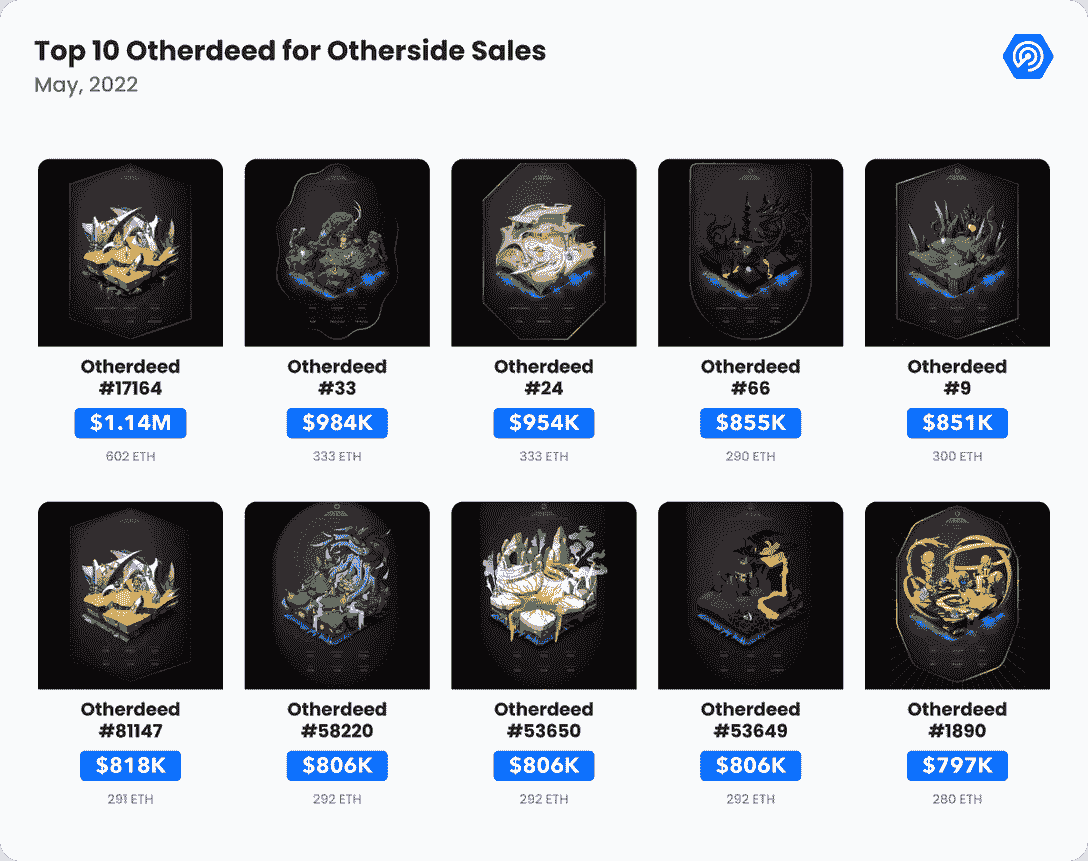 Top 10 Otherdeed for Otherside Sales
May, 2022
Otherdeed
#17164
$1.14M
602 ETH
Otherdeed
#33
$984K
333 ETH
Otherdeed
#24
$954K
333 ETH
Otherdeed
#66
$855K
290 ETH
Otherdeed
#9
$851K
300 ETH
Otherdeed
#81147
$818K
291 ETH
Otherdeed
#58220
$806K
292 ETH
Otherdeed
#53650
$806K
292 ETH
Otherdeed
#53649
$806K
292 ETH
Otherdeed
#1890
$797K
280 ETH